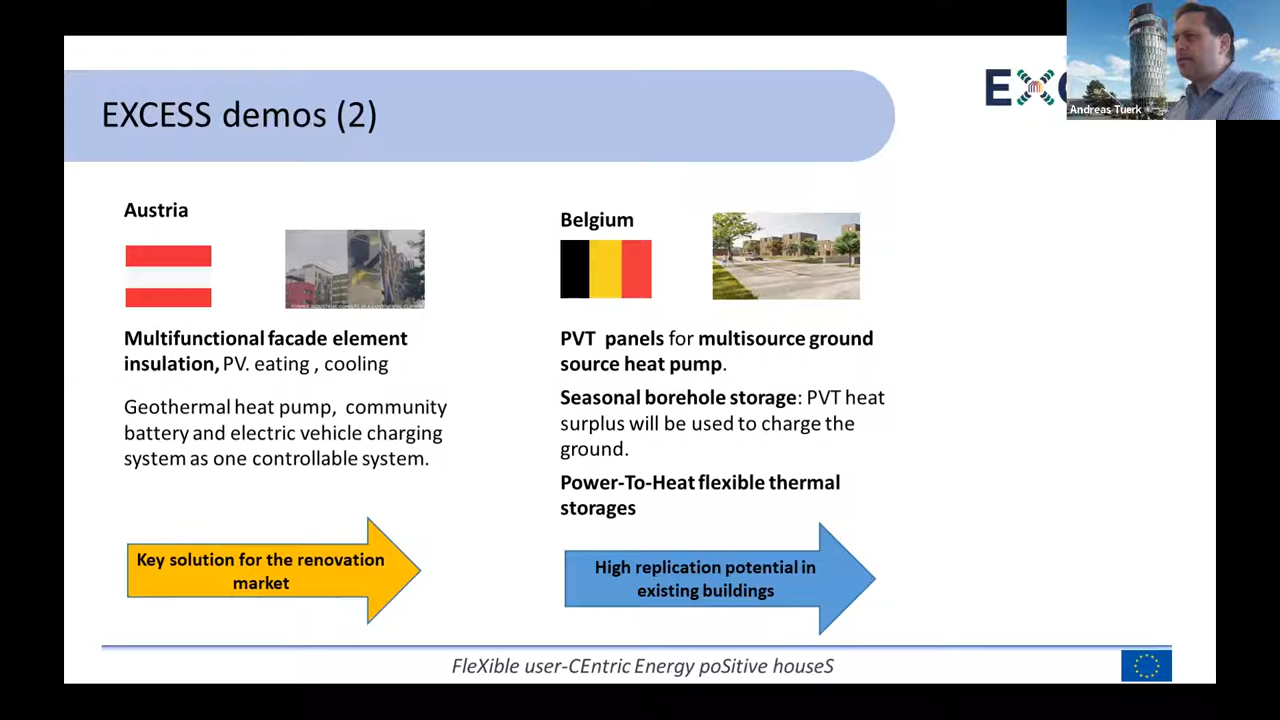 EXCESS demos (2)
EXC
Andreas Tuerk
Austria
Multifunctional facade element
insulation, PV. eating , cooling
Geothermal heat pump, community
battery and electric vehicle charging
system as one controllable system.
Key solution for the renovation
market
Belgium
PVT panels for multisource ground
source heat pump.
Seasonal borehole storage: PVT heat
surplus will be used to charge the
ground.
Power-To-Heat flexible thermal
storages
High replication potential in
existing buildings
FleXible user-CEntric Energy poSitive houseS